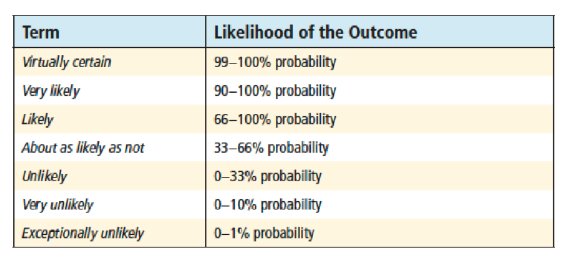 Term Likelihood of the Outcome
Virtually certain 99–100% probability
Very likely 90–100% probability
Likely 66–100% probability
About as likely as not 33–66% probability
Unlikely 0–33% probability
Very unlikely 0–10% probability
Exceptionally unlikely 0–1% probability